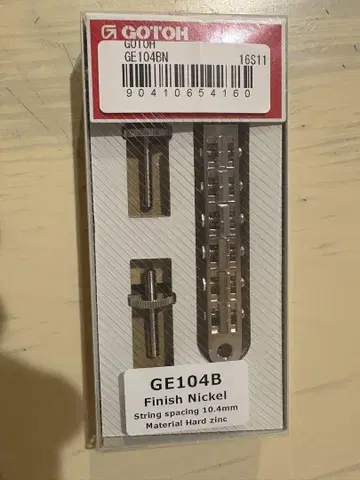 GOTOH
GOTOH
GE104BN
16S11
90410654160
GE104B
Finish Nickel
String spacing 10.4mm
Material Hard zinc